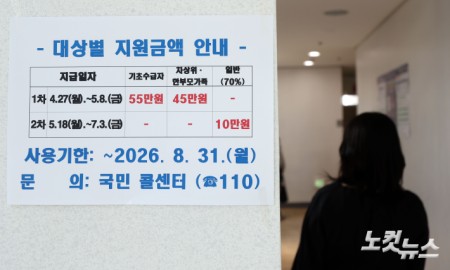 - 대상별 지원금액 안내 -
지급일자 기초수급자 차상위· 한부모가족 일반 (70%)
1차 4.27(월).~5.8.(금) 55만원 45만원 -
2차 5.18(월).~7.3.(금) - - 10만원
사용기한: ~2026. 8. 31.(월)
문 의: 국민 콜센터 (☎110)
노컷뉴스